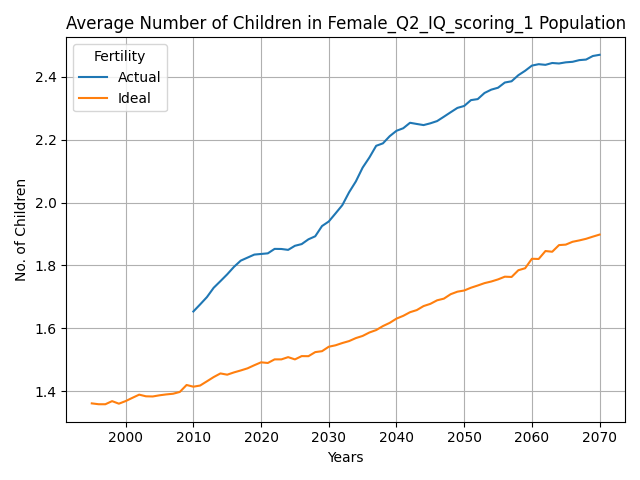 Average Number of Children in Female_Q2_IQ_scoring_1 Population
Fertility
Actual
Ideal
No. of Children
2.4
2.2
2.0
1.8
1.6
1.4
2000 2010 2020 2030 2040 2050 2060 2070
Years